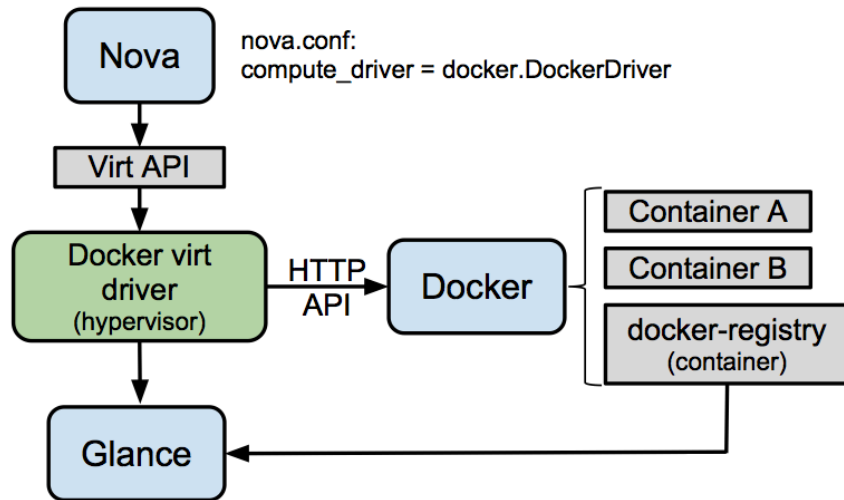 Nova
nova.conf:
compute_driver = docker.DockerDriver
Virt API
Docker virt
driver
(hypervisor)
HTTP
API
Docker
Container A
Container B
docker-registry
(container)
Glance